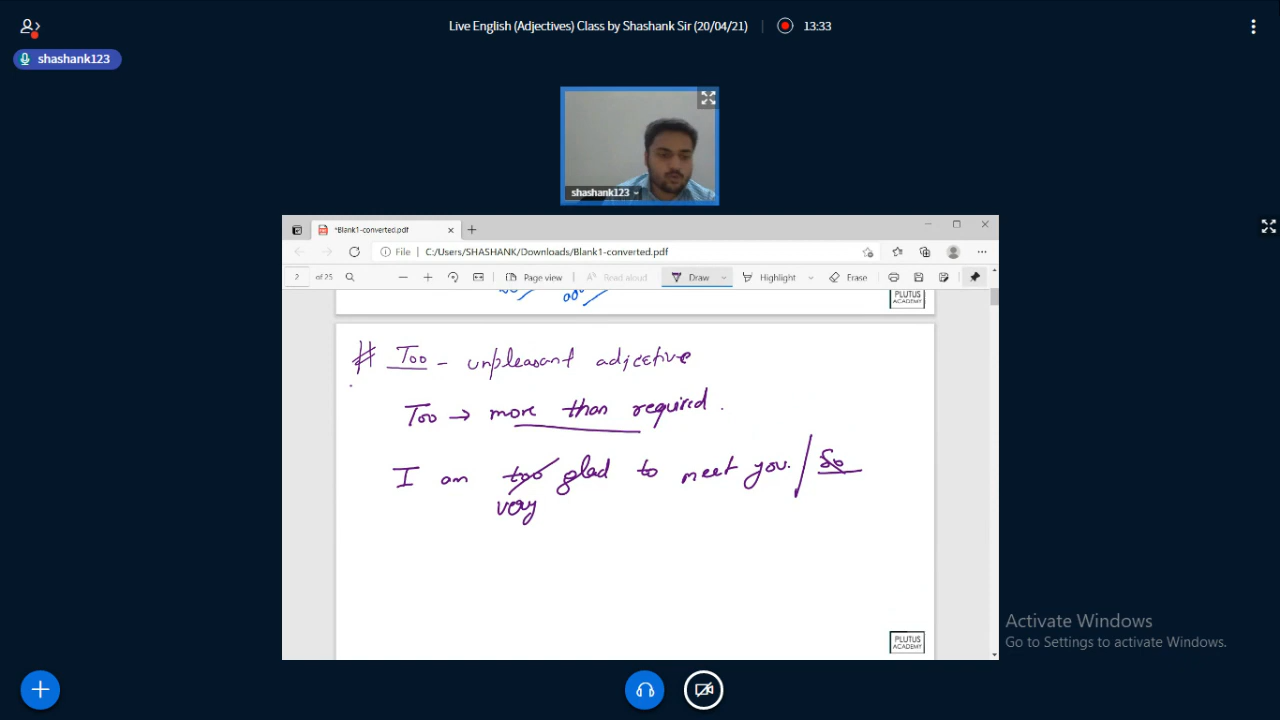 Live English (Adjectives) Class by Shashank Sir (20/04/21)
13:33
shashank123
shashank123
*Blank1-converted.pdf
File
C:/Users/SHASHANK/Downloads/Blank1-converted.pdf
2 of 25
Page view
Read aloud
Draw
Highlight
Erase
PLUTUS
ACADEMY
# Too - unpleasant adjective
Too → more than required.
I am too glad to meet you. / So
very
PLUTUS
ACADEMY
Activate Windows
Go to Settings to activate Windows.